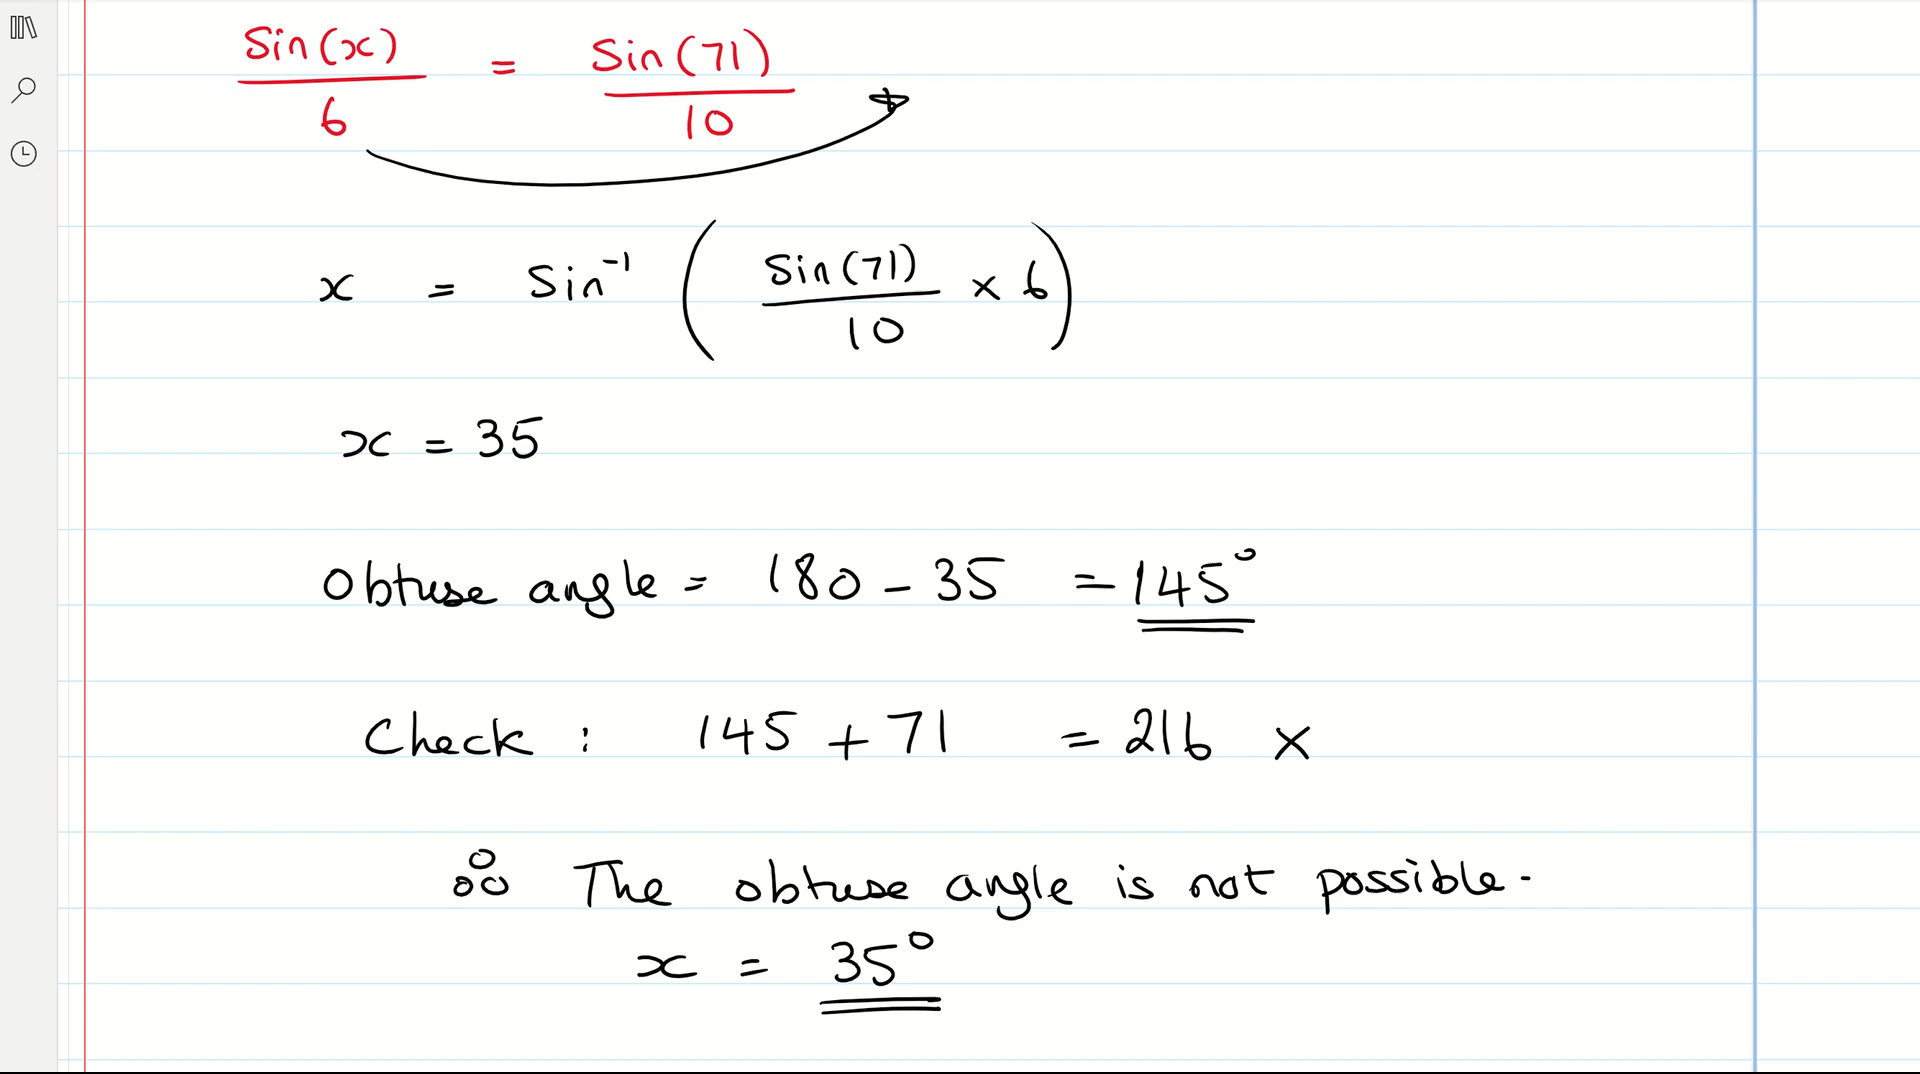 Sin(x)/6 = Sin(71)/10
x = Sin⁻¹ ( Sin(71)/10 × 6 )
x = 35
Obtuse angle = 180 - 35 = 145°
Check : 145 + 71 = 216 ×
∴ The obtuse angle is not possible.
x = 35°